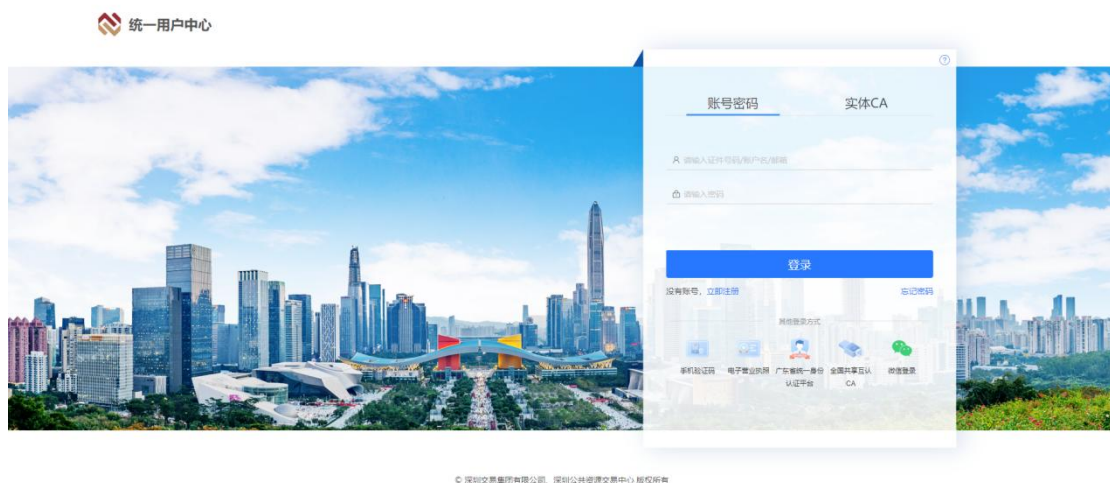 统一用户中心
账号密码
实体CA
请输入证件号码/账户名/邮箱
请输入密码
登录
没有账号，立即注册
忘记密码
其他登录方式
手机验证码
电子营业执照
广东省统一身份
认证平台
全国共享互认
CA
微信登录
© 深圳交易集团有限公司、深圳公共资源交易中心 版权所有